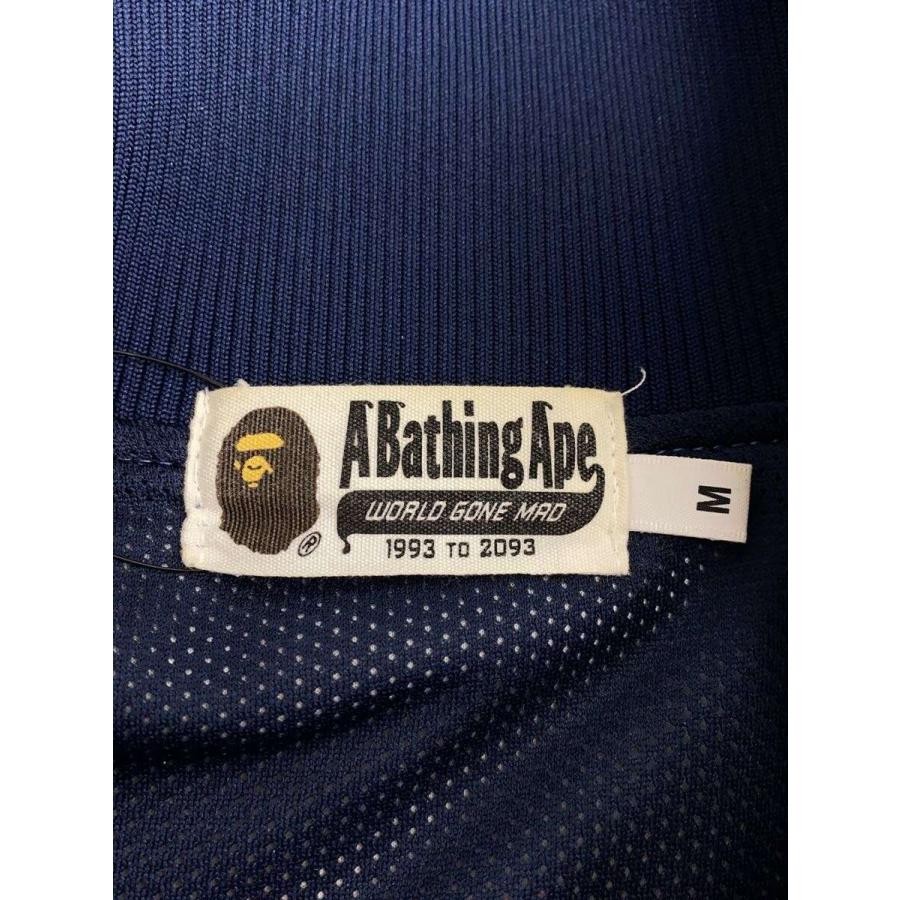 A Bathing Ape
WORLD GONE MAD
1993 TO 2093
®
M